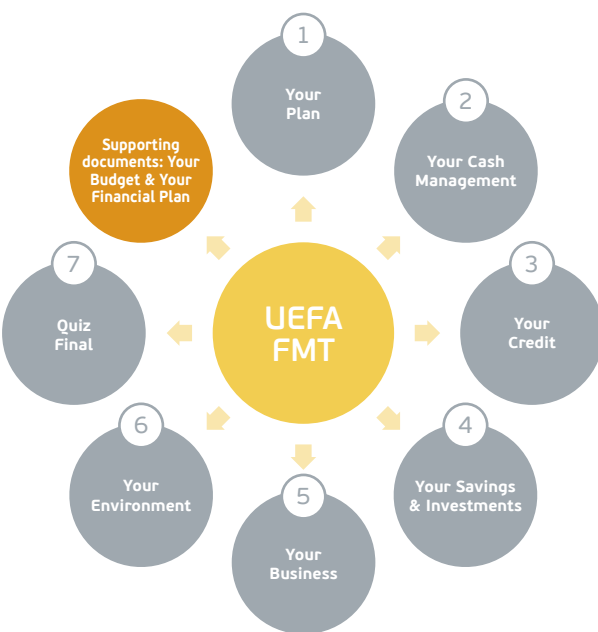 1
Your
Plan
2
Your Cash
Management
3
Your
Credit
4
Your Savings
& Investments
5
Your
Business
6
Your
Environment
7
Quiz
Final
Supporting
documents: Your
Budget & Your
Financial Plan
UEFA
FMT